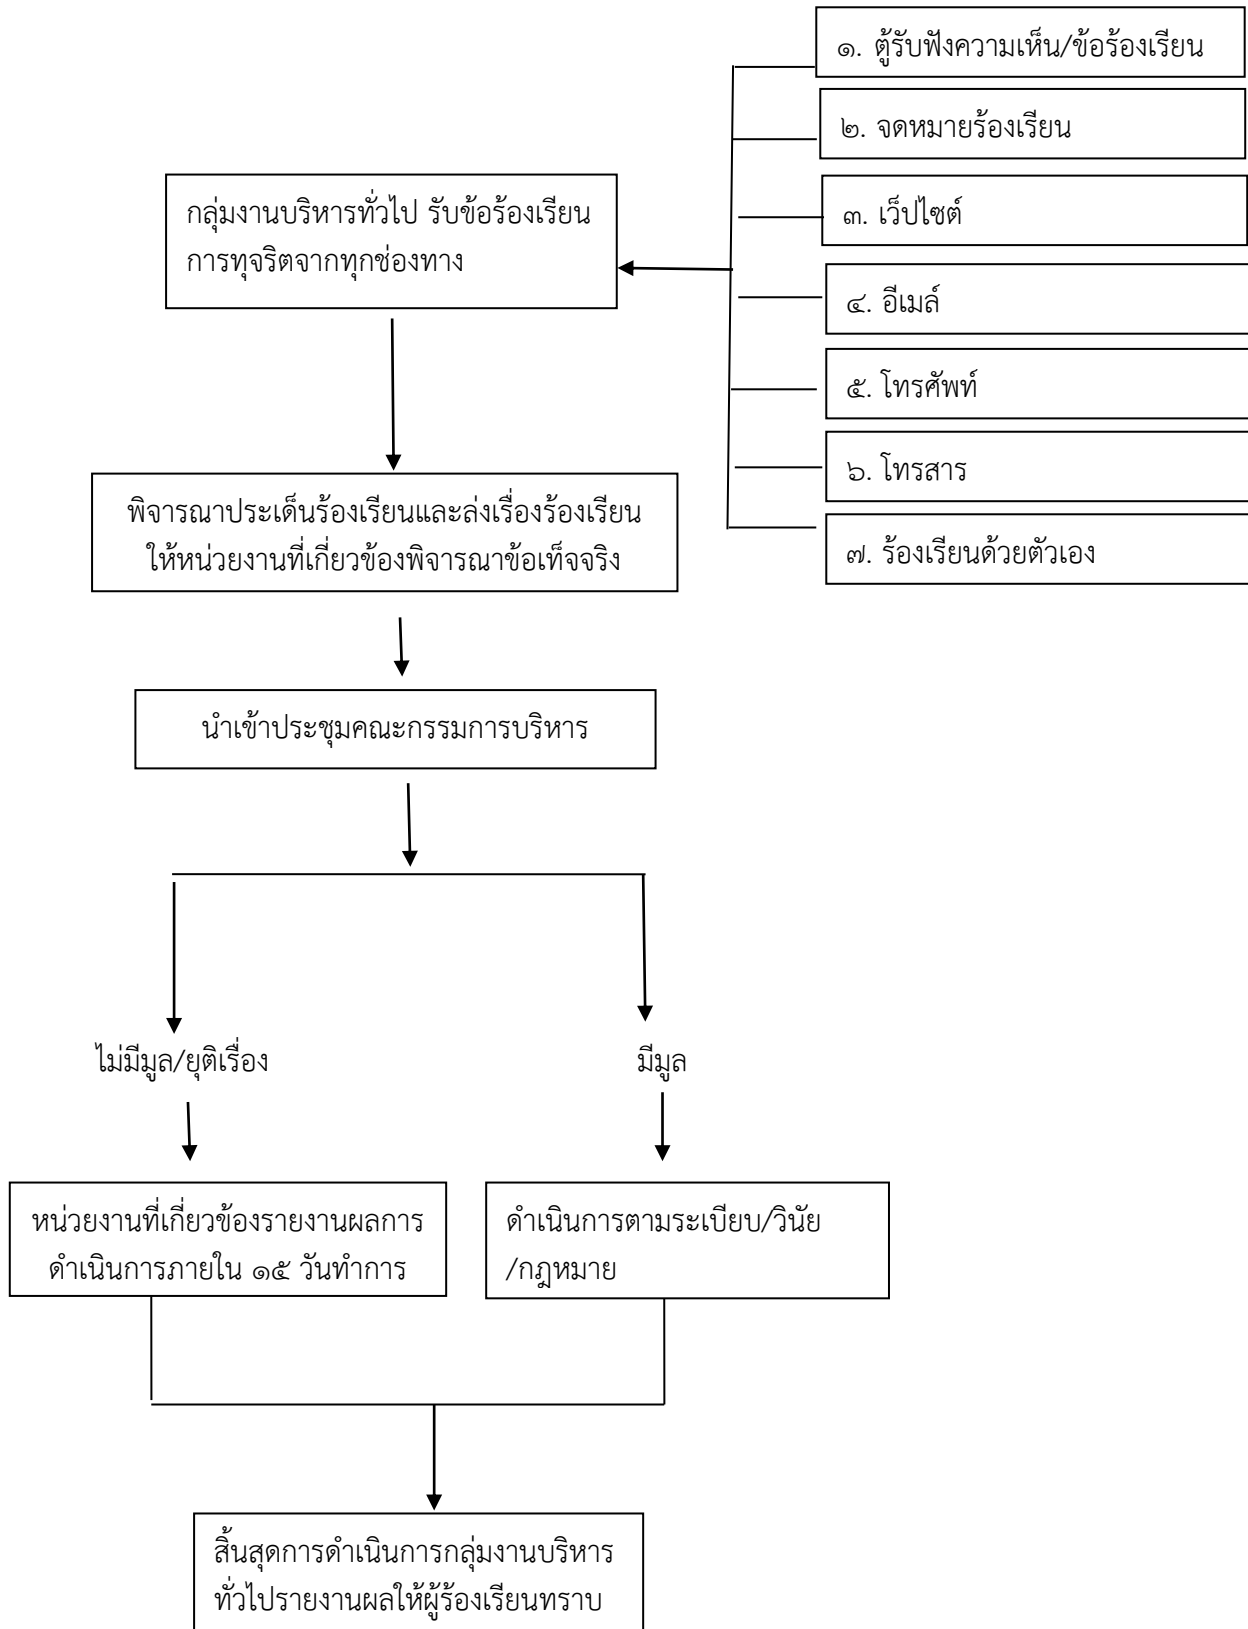 ๑. ตู้รับฟังความเห็น/ข้อร้องเรียน
๒. จดหมายร้องเรียน
๓. เว็ปไซต์
๔. อีเมล์
๕. โทรศัพท์
๖. โทรสาร
๗. ร้องเรียนด้วยตัวเอง
กลุ่มงานบริหารทั่วไป รับข้อร้องเรียน
การทุจริตจากทุกช่องทาง
พิจารณาประเด็นร้องเรียนและส่งเรื่องร้องเรียน
ให้หน่วยงานที่เกี่ยวข้องพิจารณาข้อเท็จจริง
นำเข้าประชุมคณะกรรมการบริหาร
ไม่มีมูล/ยุติเรื่อง
มีมูล
หน่วยงานที่เกี่ยวข้องรายงานผลการ
ดำเนินการภายใน ๑๕ วันทำการ
ดำเนินการตามระเบียบ/วินัย
/กฎหมาย
สิ้นสุดการดำเนินการกลุ่มงานบริหาร
ทั่วไปรายงานผลให้ผู้ร้องเรียนทราบ